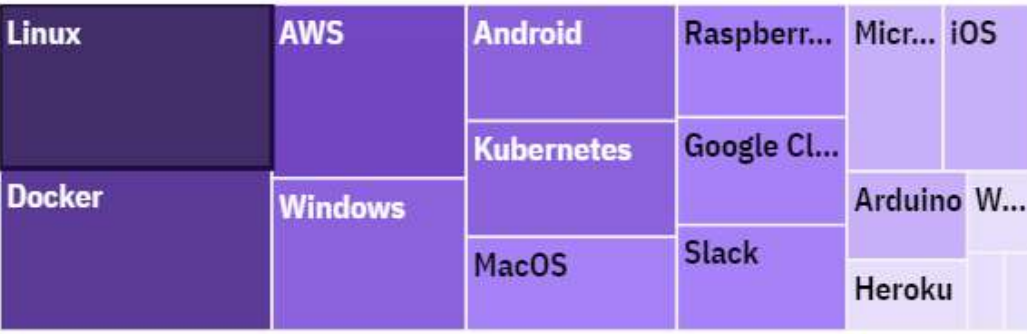 Linux
Docker
AWS
Windows
Android
Kubernetes
MacOS
Raspberr...
Google Cl...
Slack
Micr...
iOS
Arduino
W...
Heroku